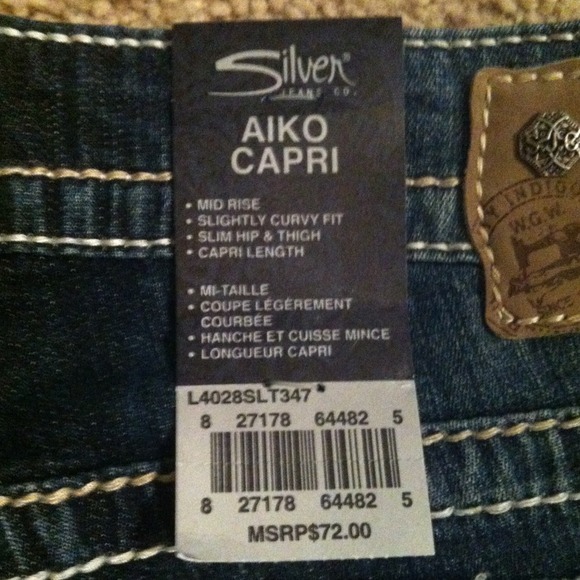 Silver®
JEANS CO.
AIKO
CAPRI
• MID RISE
• SLIGHTLY CURVY FIT
• SLIM HIP & THIGH
• CAPRI LENGTH
• MI-TAILLE
• COUPE LÉGÈREMENT
COURBÉE
• HANCHE ET CUISSE MINCE
• LONGUEUR CAPRI
L4028SLT347
8 27178 64482 5
8 27178 64482 5
MSRP$72.00
INDIGO
W.G.W.